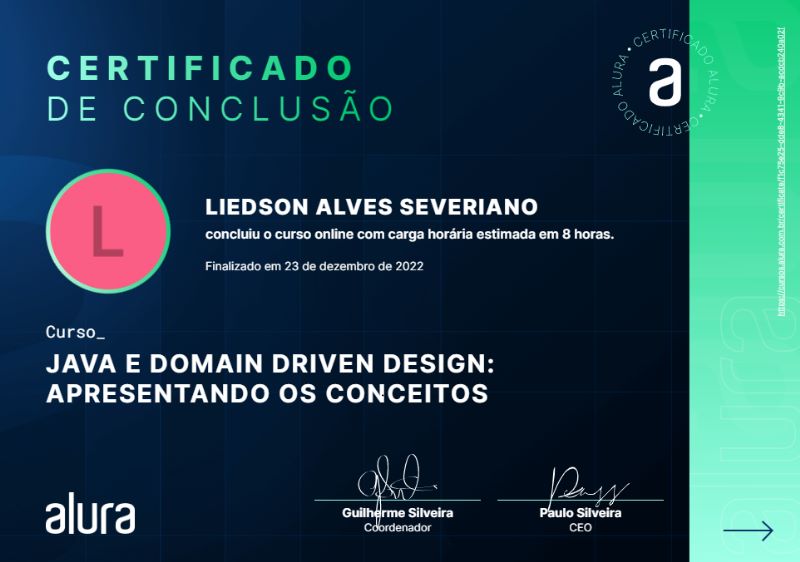 CERTIFICADO
DE CONCLUSÃO
• CERTIFICADO ALURA • CERTIFICADO ALURA
a
L
LIEDSON ALVES SEVERIANO
concluiu o curso online com carga horária estimada em 8 horas.
Finalizado em 23 de dezembro de 2022
Curso_
JAVA E DOMAIN DRIVEN DESIGN:
APRESENTANDO OS CONCEITOS
alura
Guilherme Silveira
Coordenador
Paulo Silveira
CEO
alura